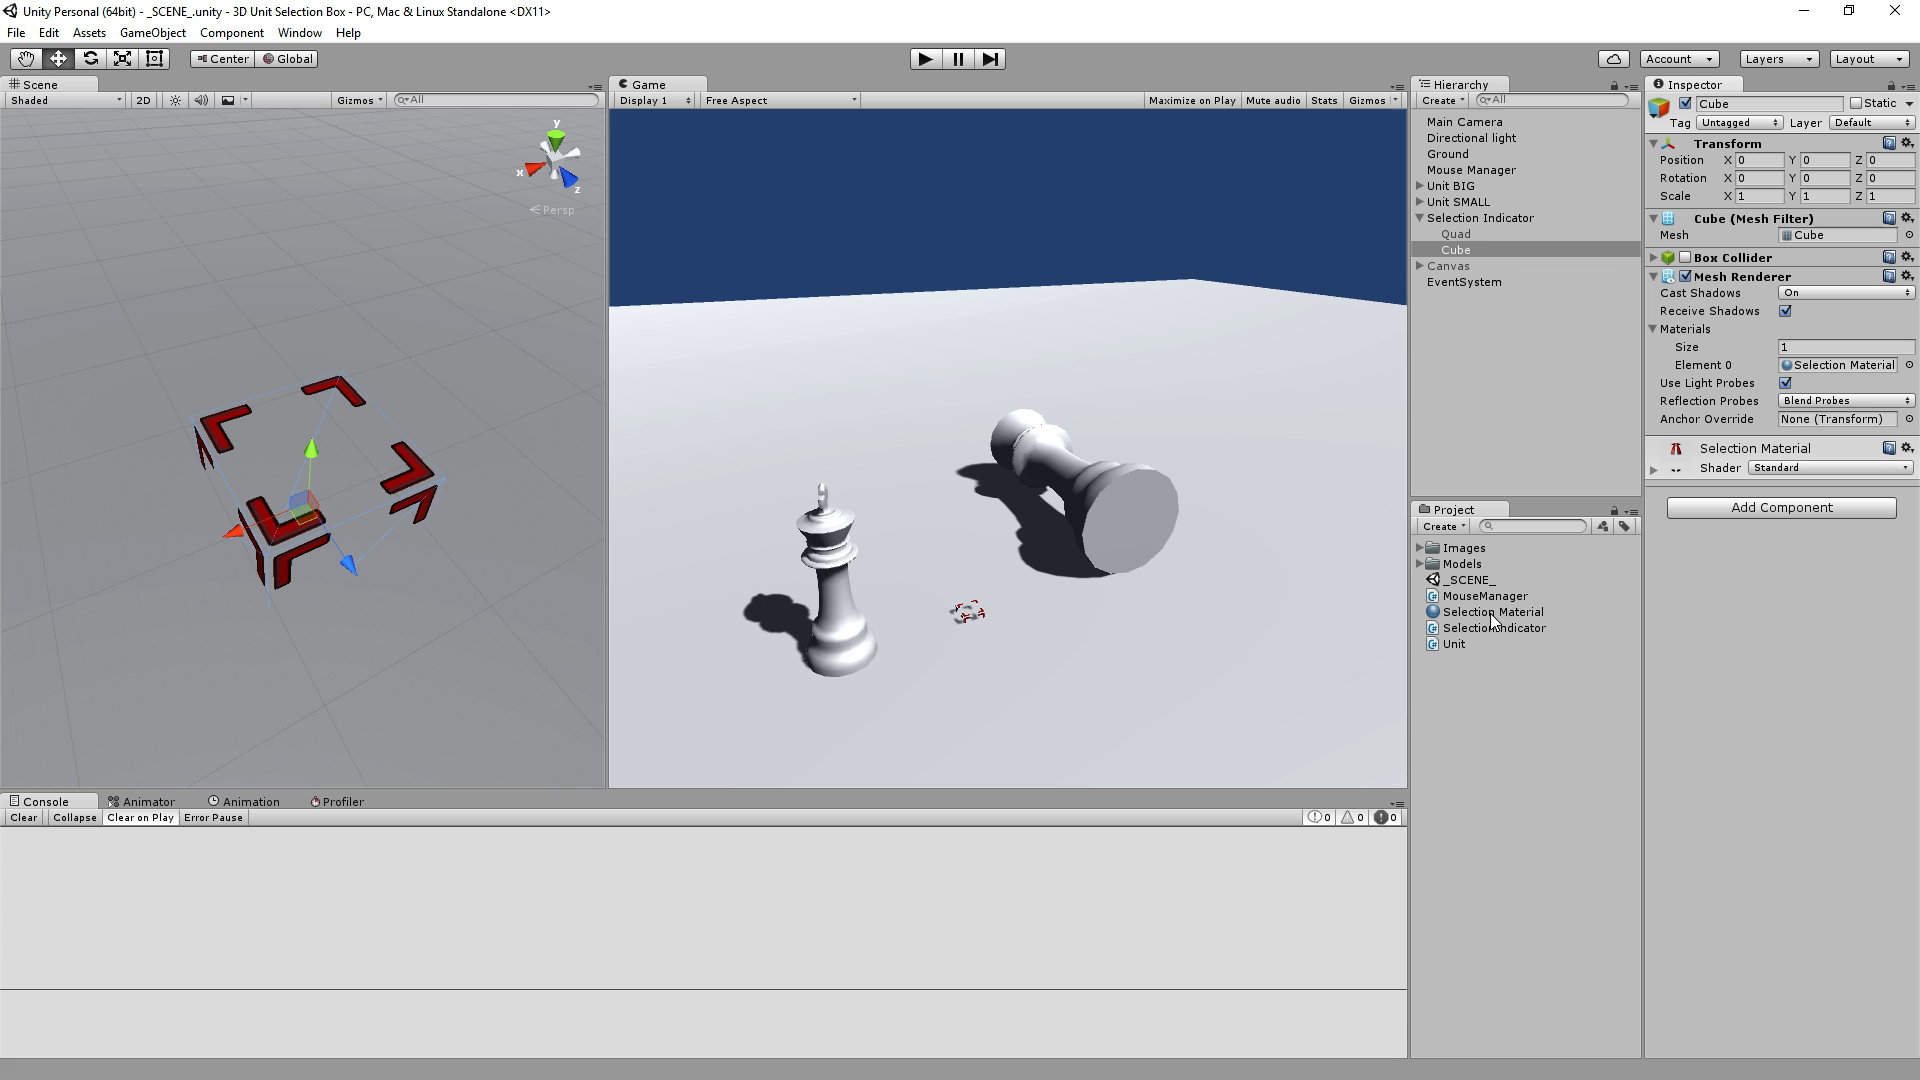 Unity Personal (64bit) - _SCENE_.unity - 3D Unit Selection Box - PC, Mac & Linux Standalone <DX11>
File Edit Assets GameObject Component Window Help
Center Global
Account Layers Layout
Scene
Shaded 2D Gizmos All
y
x
z
Persp
Game
Display 1 Free Aspect Maximize on Play Mute audio Stats Gizmos
Hierarchy
Create All
Main Camera
Directional light
Ground
Mouse Manager
Unit BIG
Unit SMALL
Selection Indicator
Quad
Cube
Canvas
EventSystem
Project
Create
Images
Models
_SCENE_
MouseManager
Selection Material
SelectionIndicator
Unit
Inspector
Cube Static
Tag Untagged Layer Default
Transform
Position X 0 Y 0 Z 0
Rotation X 0 Y 0 Z 0
Scale X 1 Y 1 Z 1
Cube (Mesh Filter)
Mesh Cube
Box Collider
Mesh Renderer
Cast Shadows On
Receive Shadows
Materials
Size 1
Element 0 Selection Material
Use Light Probes
Reflection Probes Blend Probes
Anchor Override None (Transform)
Selection Material
Shader Standard
Add Component
Console Animator Animation Profiler
Clear Collapse Clear on Play Error Pause 0 0 0